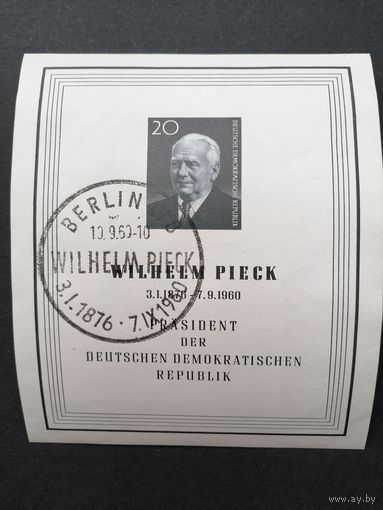 20
DEUTSCHE DEMOKRATISCHE REPUBLIK
BERLIN 8
10.9.60-10
WILHELM PIECK
3.I.1876 · 7.IX.1960
WILHELM PIECK
3.1.1876 - 7.9.1960
PRÄSIDENT
DER
DEUTSCHEN DEMOKRATISCHEN
REPUBLIK
www.ay.by